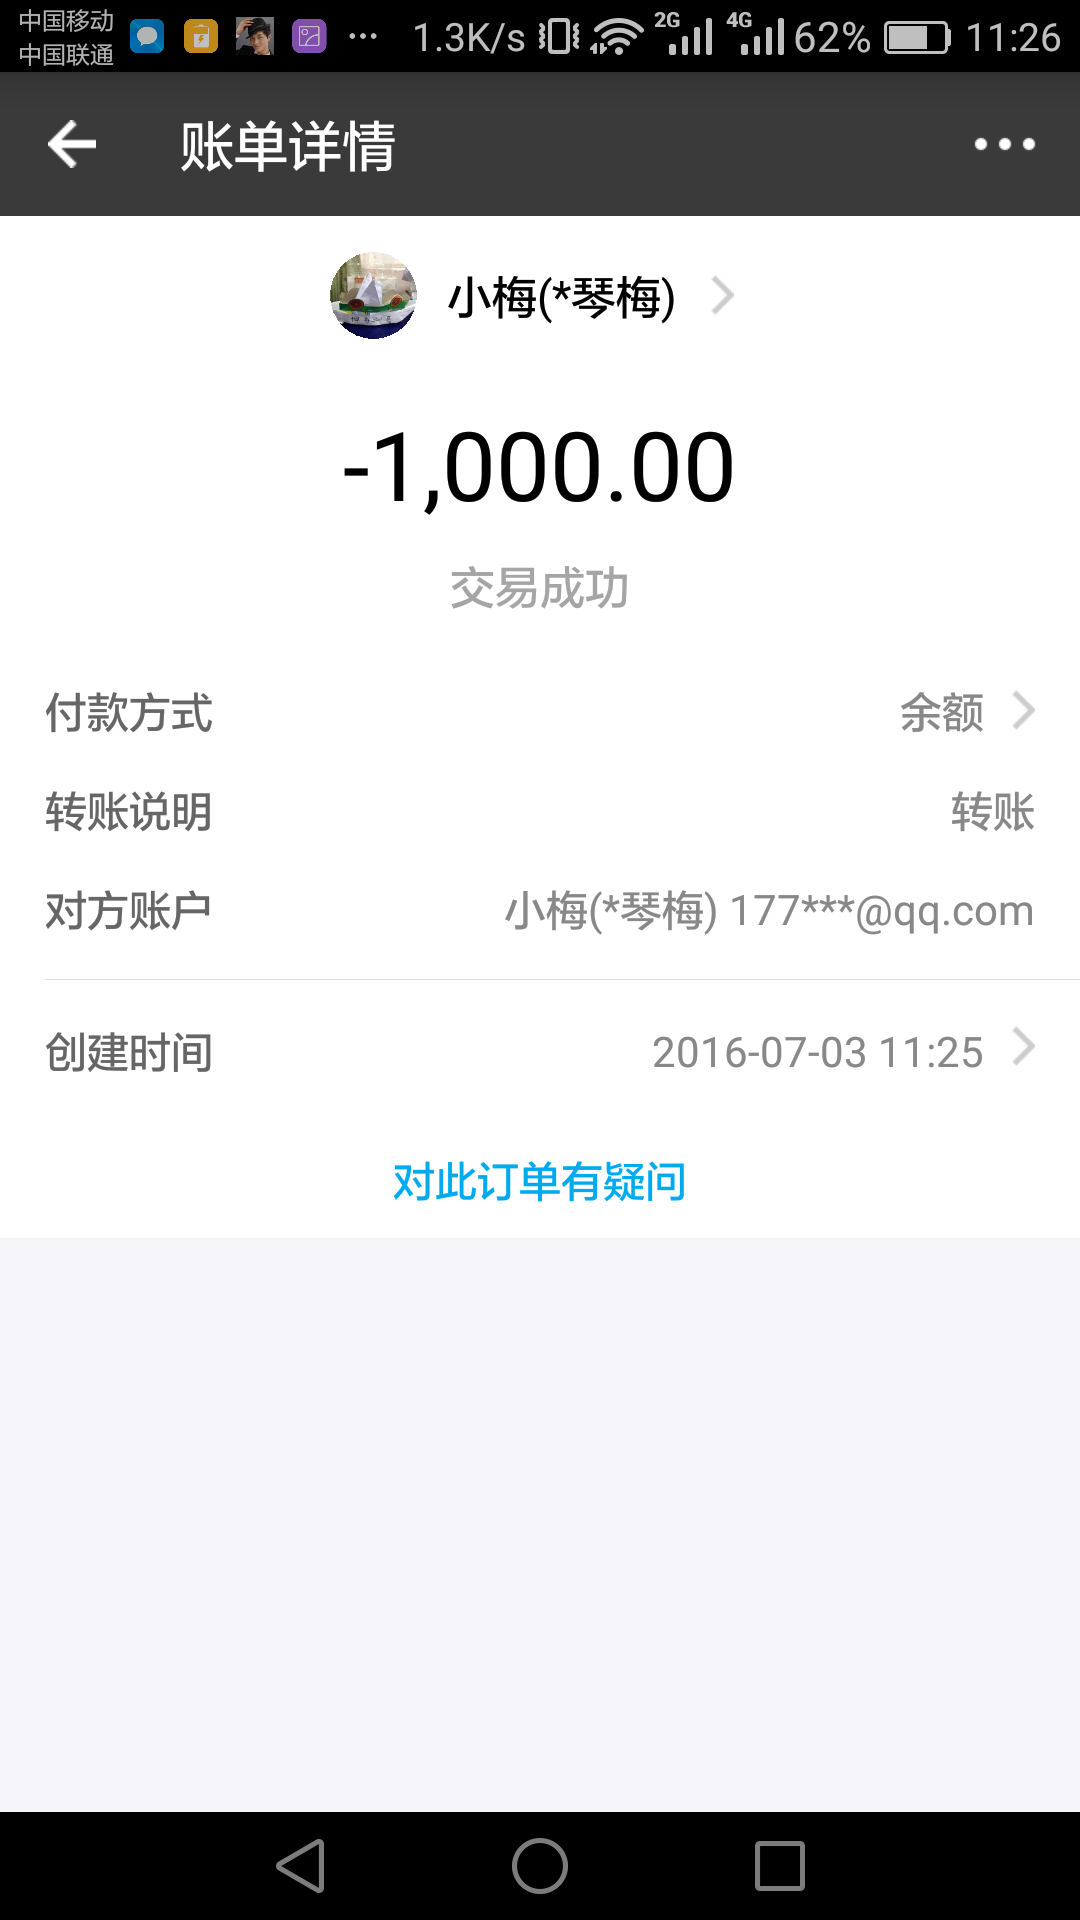 中国移动
中国联通
1.3K/s 2G 4G 62% 11:26
账单详情
小梅(*琴梅)
-1,000.00
交易成功
付款方式 余额
转账说明 转账
对方账户 小梅(*琴梅) 177***@qq.com
创建时间 2016-07-03 11:25
对此订单有疑问